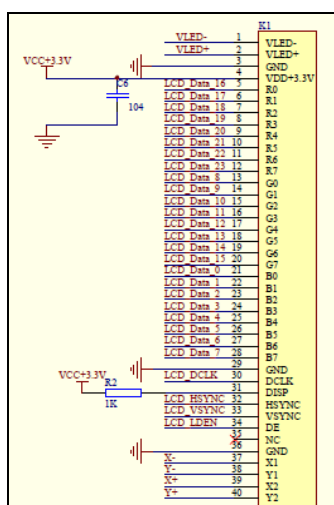 K1
VLED- 1 VLED-
VLED+ 2 VLED+
3 GND
VCC+3.3V 4 VDD+3.3V
C6
104
LCD_Data_16 5 R0
LCD_Data_17 6 R1
LCD_Data_18 7 R2
LCD_Data_19 8 R3
LCD_Data_20 9 R4
LCD_Data_21 10 R5
LCD_Data_22 11 R6
LCD_Data_23 12 R7
LCD_Data_8 13 G0
LCD_Data_9 14 G1
LCD_Data_10 15 G2
LCD_Data_11 16 G3
LCD_Data_12 17 G4
LCD_Data_13 18 G5
LCD_Data_14 19 G6
LCD_Data_15 20 G7
LCD_Data_0 21 B0
LCD_Data_1 22 B1
LCD_Data_2 23 B2
LCD_Data_3 24 B3
LCD_Data_4 25 B4
LCD_Data_5 26 B5
LCD_Data_6 27 B6
LCD_Data_7 28 B7
29 GND
LCD_DCLK 30 DCLK
VCC+3.3V R2 1K 31 DISP
LCD_HSYNC 32 HSYNC
LCD_VSYNC 33 VSYNC
LCD_LDEN 34 DE
35 NC
36 GND
X- 37 X1
Y- 38 Y1
X+ 39 X2
Y+ 40 Y2